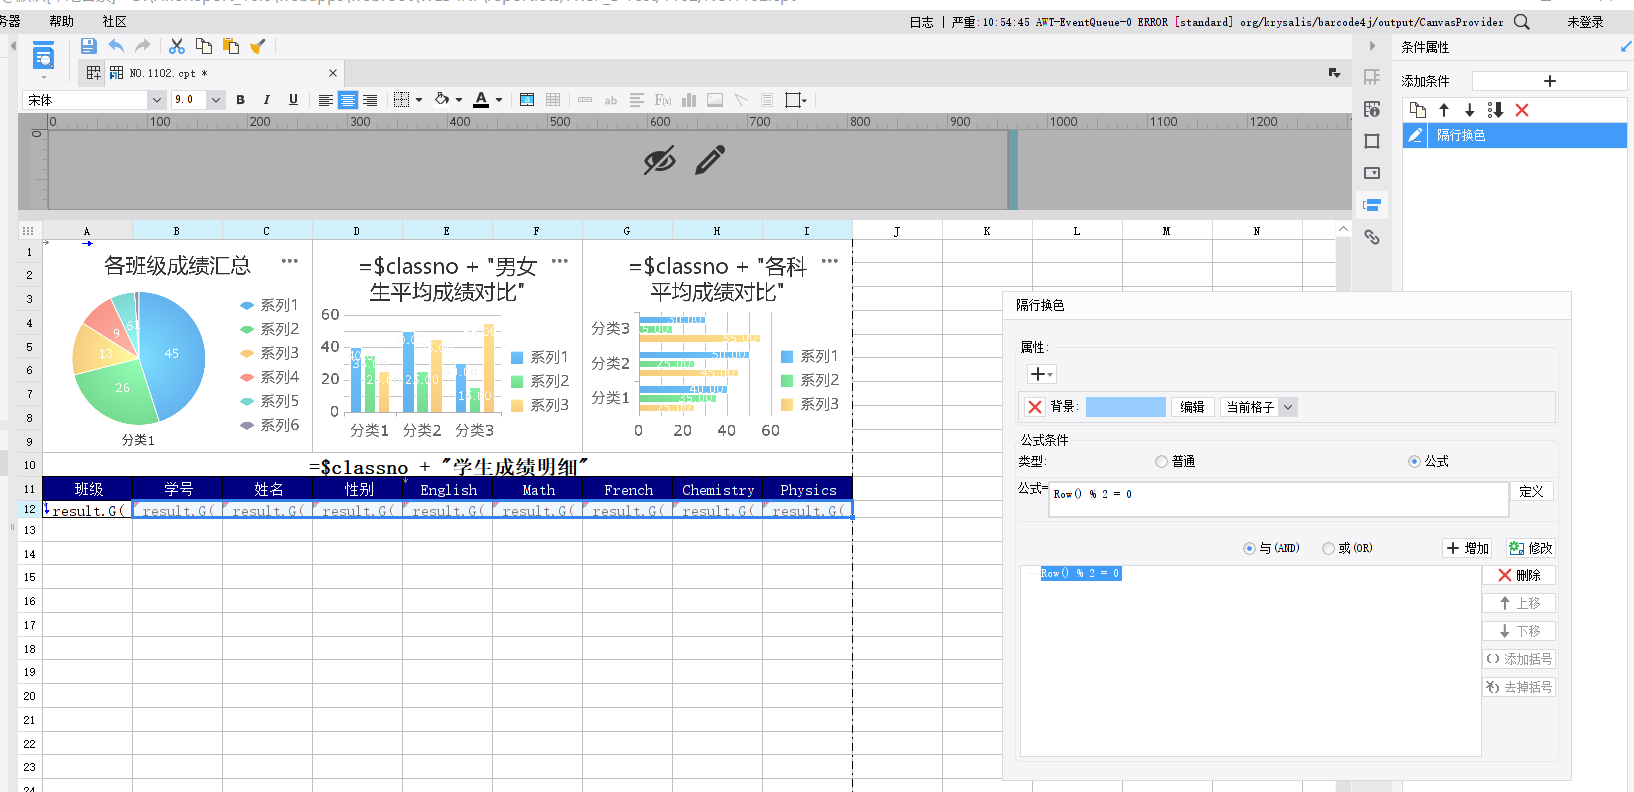 务器 帮助 社区
日志 | 严重:10:54:45 AWT-EventQueue-0 ERROR [standard] org/krysalis/barcode4j/output/CanvasProvider 未登录
NO.1102.cpt *
宋体 9.0 B I U
0 100 200 300 400 500 600 700 800 900 1000 1100 1200
0
A B C D E F G H I J K L M N
1
2
3
4
5
6
7
8
9
10
11
12
13
14
15
16
17
18
19
20
21
22
23
24
各班级成绩汇总
45
26
13
9
6
1
系列1
系列2
系列3
系列4
系列5
系列6
分类1
=$classno + "男女
生平均成绩对比"
60
40
20
0
分类1 分类2 分类3
系列1
系列2
系列3
=$classno + "各科
平均成绩对比"
分类3
分类2
分类1
0 20 40 60
系列1
系列2
系列3
=$classno + "学生成绩明细"
班级 学号 姓名 性别 English Math French Chemistry Physics
result.G( result.G( result.G( result.G( result.G( result.G( result.G( result.G( result.G(
条件属性
添加条件
隔行换色
隔行换色
属性:
背景: 编辑 当前格子
公式条件
类型: 普通 公式
公式= Row() % 2 = 0 定义
与(AND) 或(OR) 增加 修改
Row() % 2 = 0
删除
上移
下移
添加括号
去掉括号